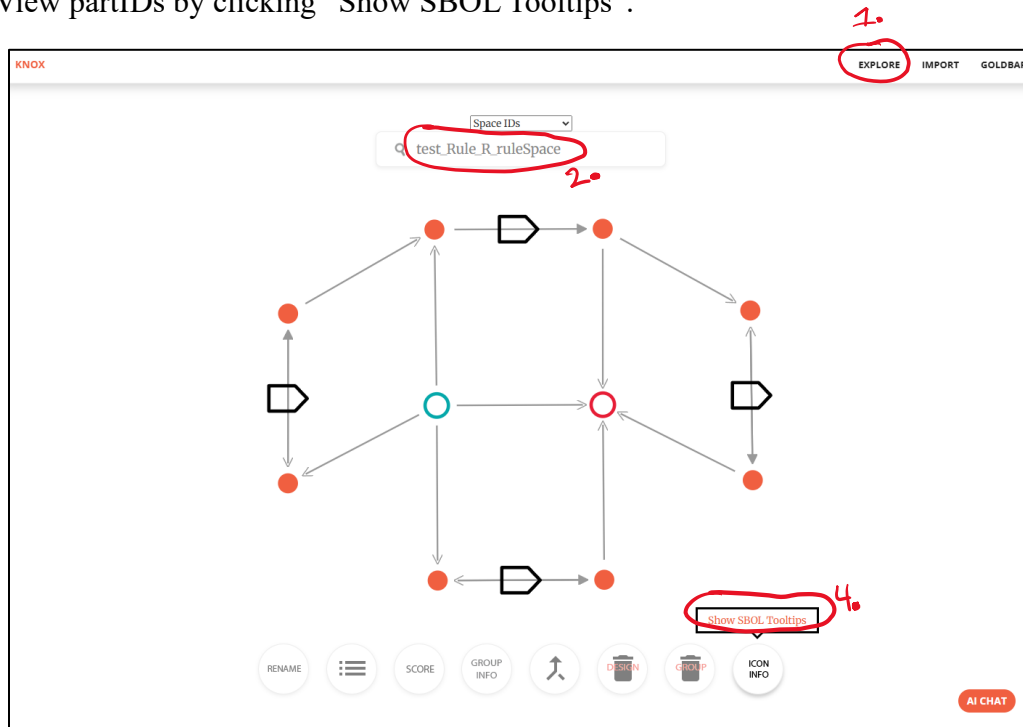 View partIDs by clicking "Show SBOL Tooltips".
1.
KNOX
EXPLORE IMPORT GOLDBAR
Space IDs
test_Rule_R_ruleSpace
2.
4.
Show SBOL Tooltips
RENAME
SCORE
GROUP INFO
DESIGN
GROUP
ICON INFO
AI CHAT